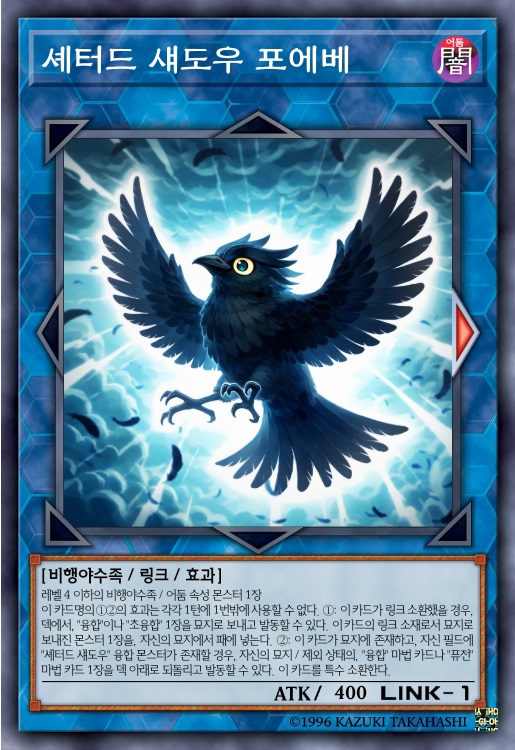 셰터드 섀도우 포에베
어둠
闇
[비행야수족 / 링크 / 효과]
레벨 4 이하의 비행야수족 / 어둠 속성 몬스터 1장
이 카드명의 ①②의 효과는 각각 1턴에 1번밖에 사용할 수 없다. ①: 이 카드가 링크 소환했을 경우,
덱에서, "융합"이나 "초융합" 1장을 묘지로 보내고 발동할 수 있다. 이 카드의 링크 소재로서 묘지로
보내진 몬스터 1장을, 자신의 묘지에서 패에 넣는다. ②: 이 카드가 묘지에 존재하고, 자신 필드에
"셰터드 섀도우" 융합 몬스터가 존재할 경우, 자신의 묘지 / 제외 상태의, "융합" 마법 카드나 "퓨전"
마법 카드 1장을 덱 아래로 되돌리고 발동할 수 있다. 이 카드를 특수 소환한다.
ATK/ 400 LINK-1
©1996 KAZUKI TAKAHASHI